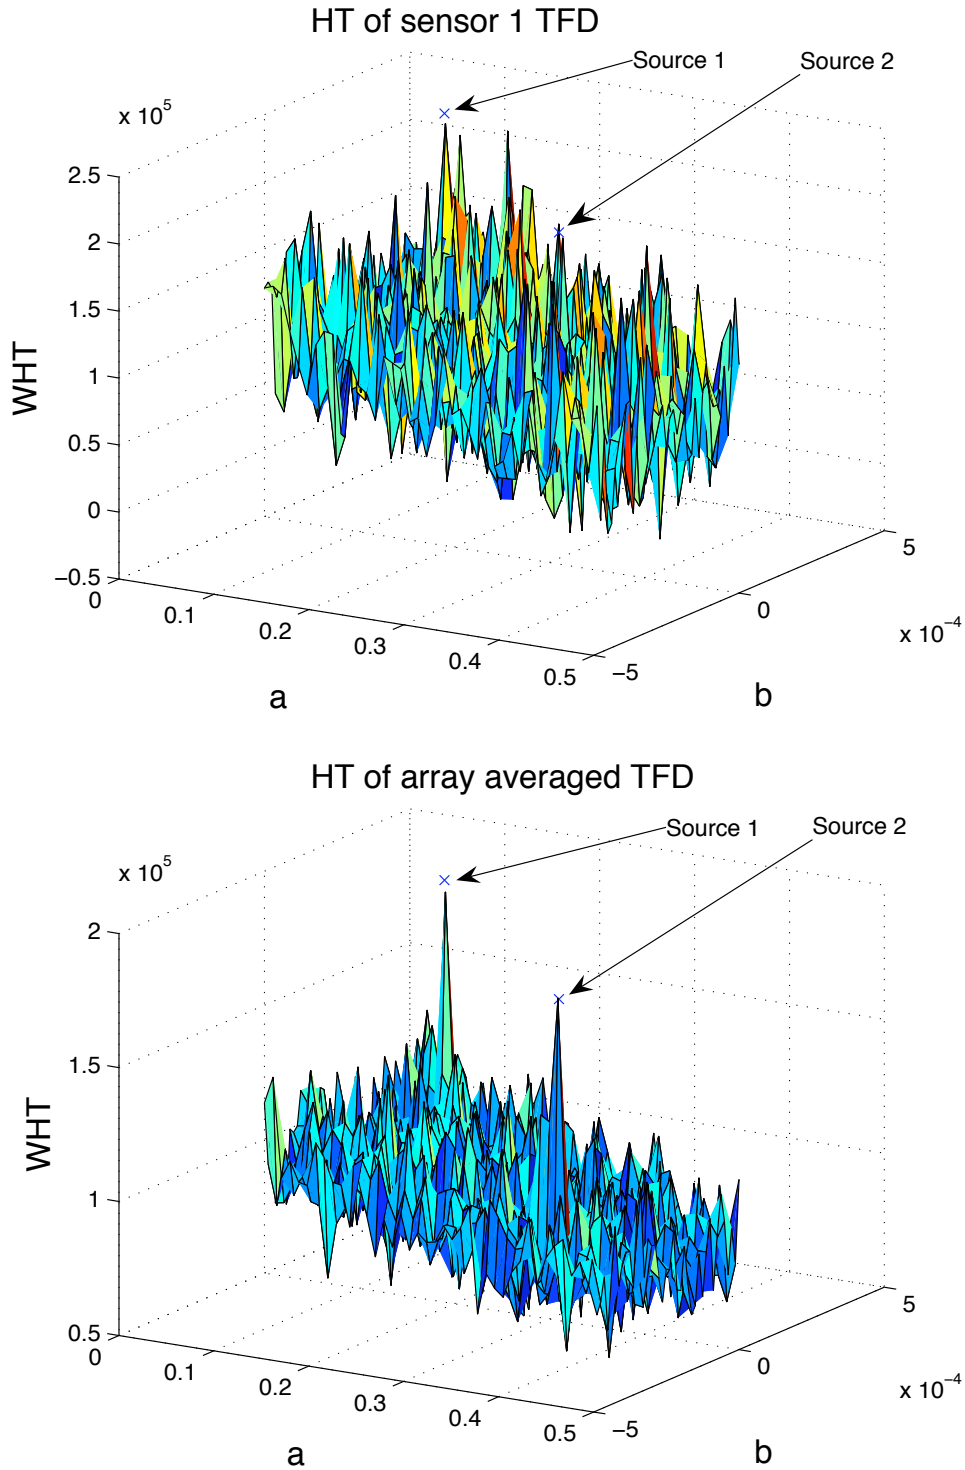 HT of sensor 1 TFD
Source 1
Source 2
x 10^5
2.5
2
1.5
1
0.5
0
−0.5
WHT
0
0.1
0.2
0.3
0.4
0.5
a
−5
0
5
x 10^−4
b
HT of array averaged TFD
Source 1
Source 2
x 10^5
2
1.5
1
0.5
WHT
0
0.1
0.2
0.3
0.4
0.5
a
−5
0
5
x 10^−4
b